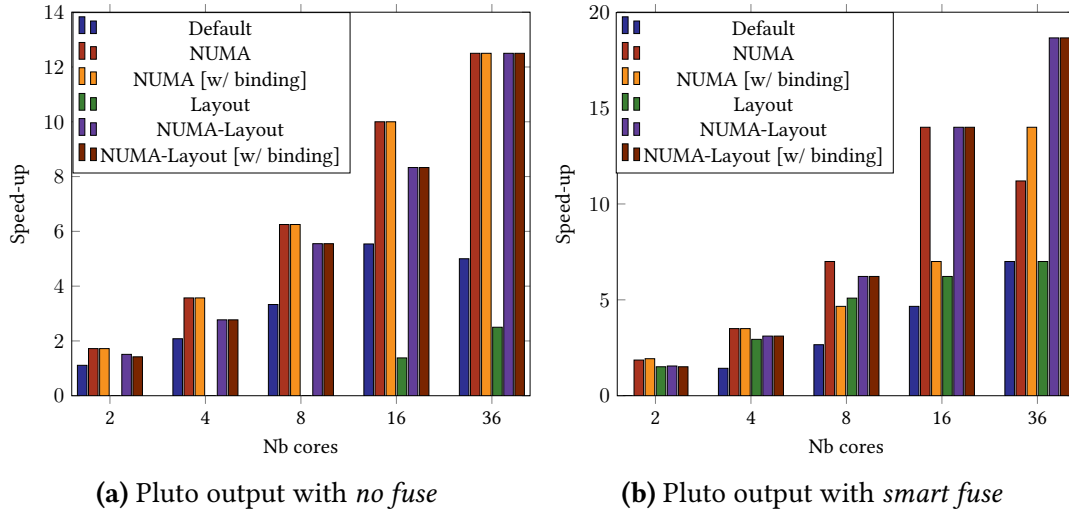 14
12
10
8
6
4
2
0
Speed-up
Default
NUMA
NUMA [w/ binding]
Layout
NUMA-Layout
NUMA-Layout [w/ binding]
2 4 8 16 36
Nb cores
(a) Pluto output with no fuse
20
15
10
5
0
Speed-up
Default
NUMA
NUMA [w/ binding]
Layout
NUMA-Layout
NUMA-Layout [w/ binding]
2 4 8 16 36
Nb cores
(b) Pluto output with smart fuse